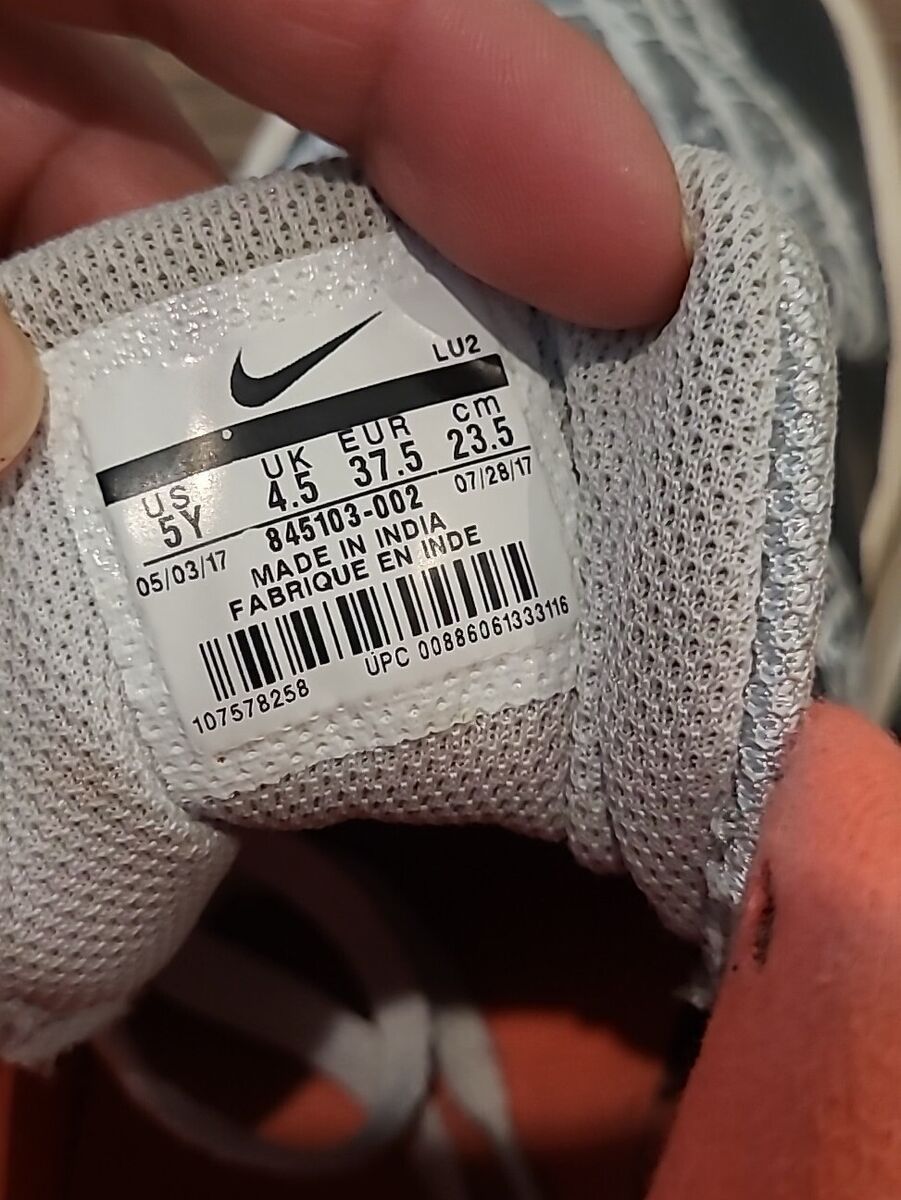 LU2
US UK EUR cm
5Y 4.5 37.5 23.5
05/03/17 845103-002 07/28/17
MADE IN INDIA
FABRIQUE EN INDE
107578258 UPC 00886061333116